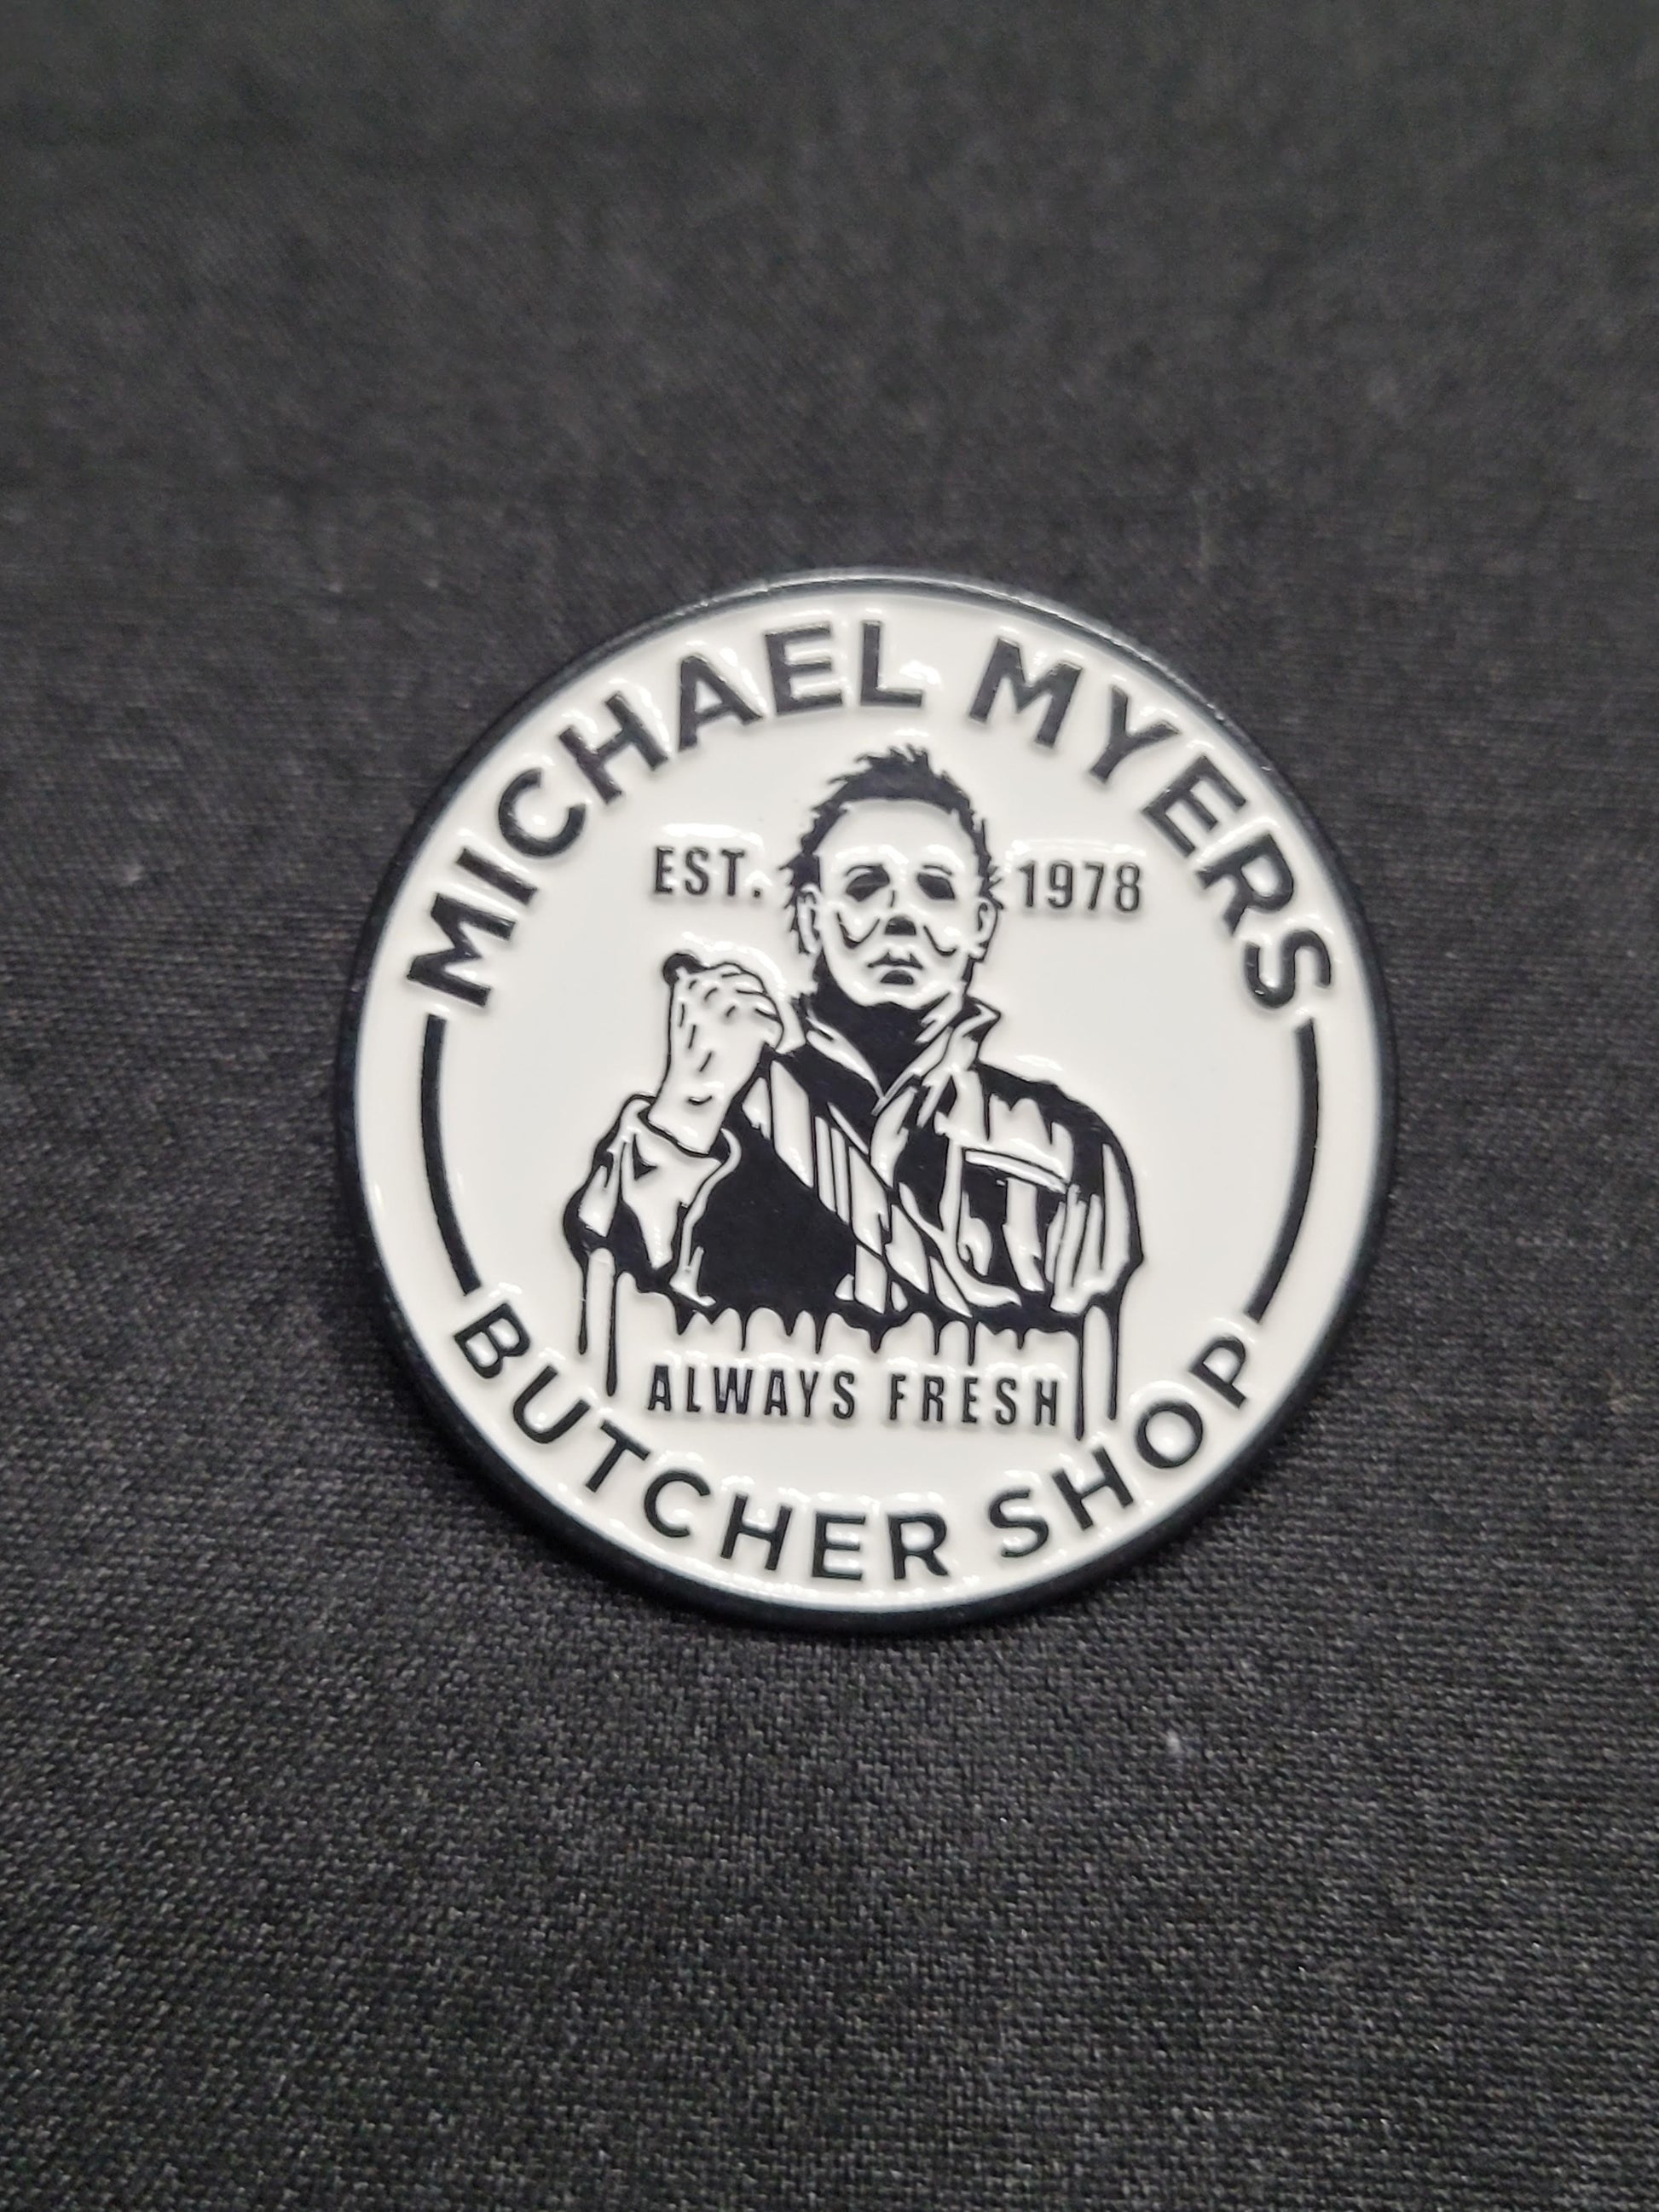 MICHAEL MYERS
EST. 1978
ALWAYS FRESH
BUTCHER SHOP